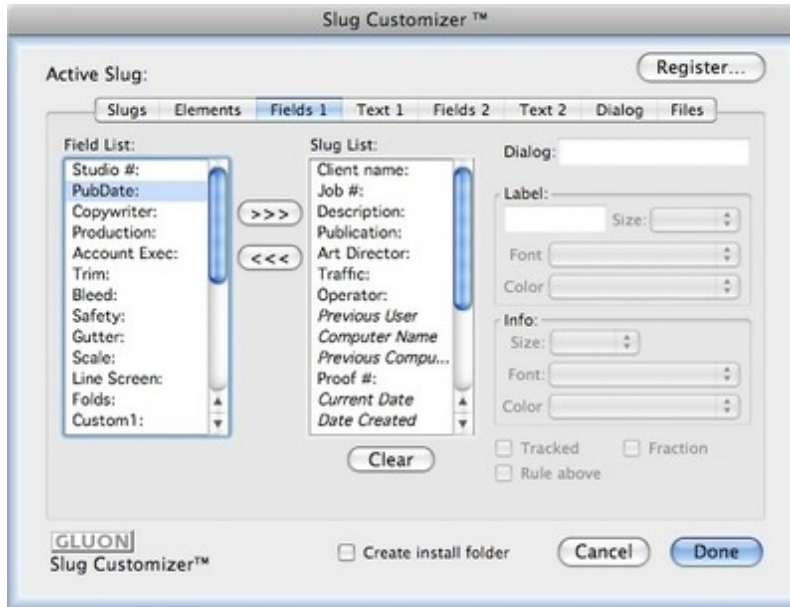 Slug Customizer ™
Active Slug:
Register...
Slugs Elements Fields 1 Text 1 Fields 2 Text 2 Dialog Files
Field List:
Studio #:
PubDate:
Copywriter:
Production:
Account Exec:
Trim:
Bleed:
Safety:
Gutter:
Scale:
Line Screen:
Folds:
Custom1:
>>>
<<<
Slug List:
Client name:
Job #:
Description:
Publication:
Art Director:
Traffic:
Operator:
Previous User
Computer Name
Previous Compu...
Proof #:
Current Date
Date Created
Clear
Dialog:
Label:
Size:
Font
Color
Info:
Size:
Font:
Color
Tracked Fraction
Rule above
GLUON
Slug Customizer™
Create install folder
Cancel
Done